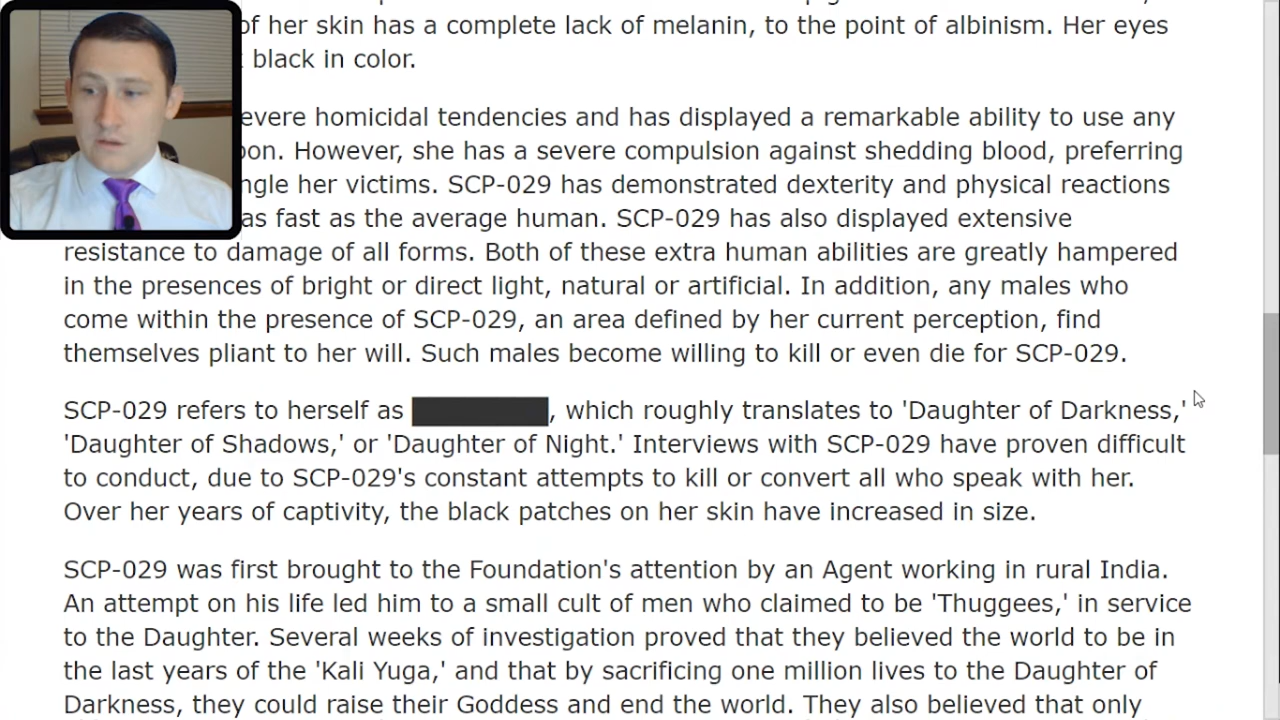 of her skin has a complete lack of melanin, to the point of albinism. Her eyes
black in color.
evere homicidal tendencies and has displayed a remarkable ability to use any
pon. However, she has a severe compulsion against shedding blood, preferring
ngle her victims. SCP-029 has demonstrated dexterity and physical reactions
as fast as the average human. SCP-029 has also displayed extensive
resistance to damage of all forms. Both of these extra human abilities are greatly hampered
in the presences of bright or direct light, natural or artificial. In addition, any males who
come within the presence of SCP-029, an area defined by her current perception, find
themselves pliant to her will. Such males become willing to kill or even die for SCP-029.
SCP-029 refers to herself as , which roughly translates to 'Daughter of Darkness,'
'Daughter of Shadows,' or 'Daughter of Night.' Interviews with SCP-029 have proven difficult
to conduct, due to SCP-029's constant attempts to kill or convert all who speak with her.
Over her years of captivity, the black patches on her skin have increased in size.
SCP-029 was first brought to the Foundation's attention by an Agent working in rural India.
An attempt on his life led him to a small cult of men who claimed to be 'Thuggees,' in service
to the Daughter. Several weeks of investigation proved that they believed the world to be in
the last years of the 'Kali Yuga,' and that by sacrificing one million lives to the Daughter of
Darkness, they could raise their Goddess and end the world. They also believed that only